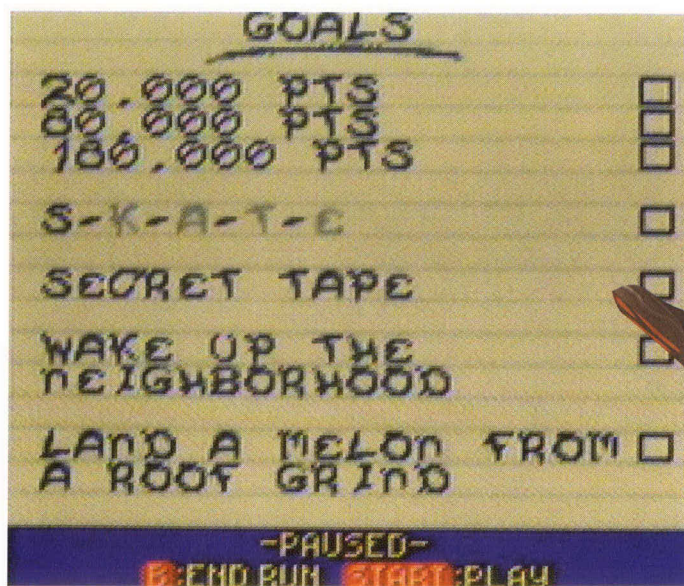 GOALS
20,000 PTS
80,000 PTS
180,000 PTS
S-K-A-T-E
SECRET TAPE
WAKE UP THE
NEIGHBORHOOD
LAND A MELON FROM
A ROOF GRIND
-PAUSED-
B:END RUN START:PLAY